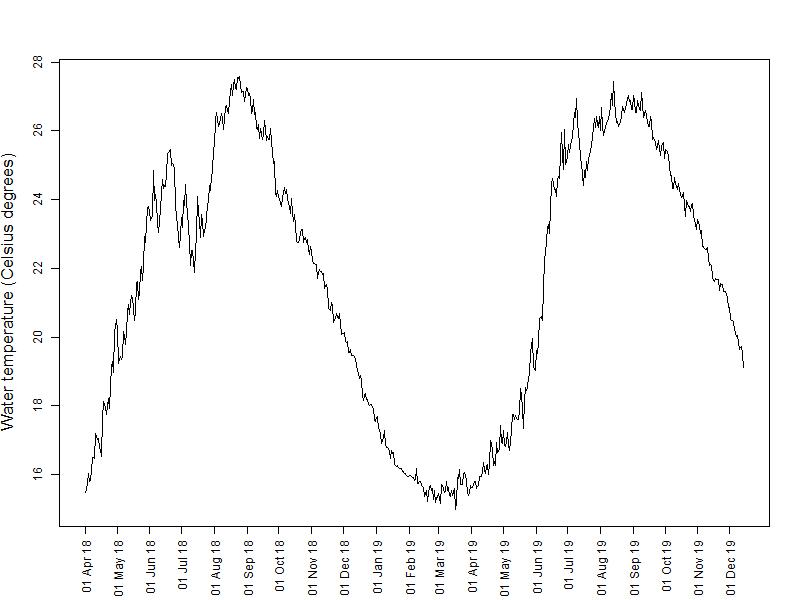 Water temperature (Celsius degrees)
28
26
24
22
20
18
16
01 Apr 18
01 May 18
01 Jun 18
01 Jul 18
01 Aug 18
01 Sep 18
01 Oct 18
01 Nov 18
01 Dec 18
01 Jan 19
01 Feb 19
01 Mar 19
01 Apr 19
01 May 19
01 Jun 19
01 Jul 19
01 Aug 19
01 Sep 19
01 Oct 19
01 Nov 19
01 Dec 19